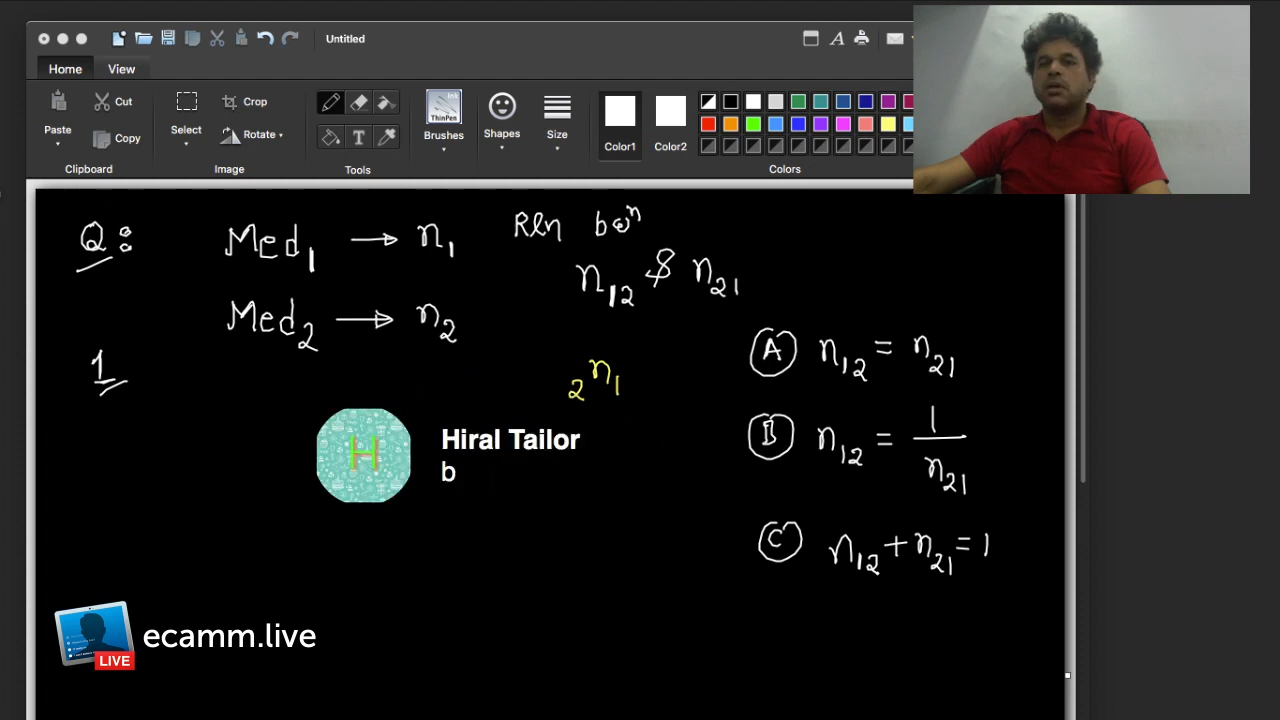 Untitled
Home View
Paste Cut Copy Select Crop Rotate Ink ThinPen Brushes Shapes Size Color1 Color2
Clipboard Image Tools Colors
Q: Med1 → n1 Rln
n12 & n21
Med2 → n2
1
2n1
A n12 = n21
B n12 = 1/n21
C n12 + n21 = 1
H
Hiral Tailor
b
LIVE ecamm.live